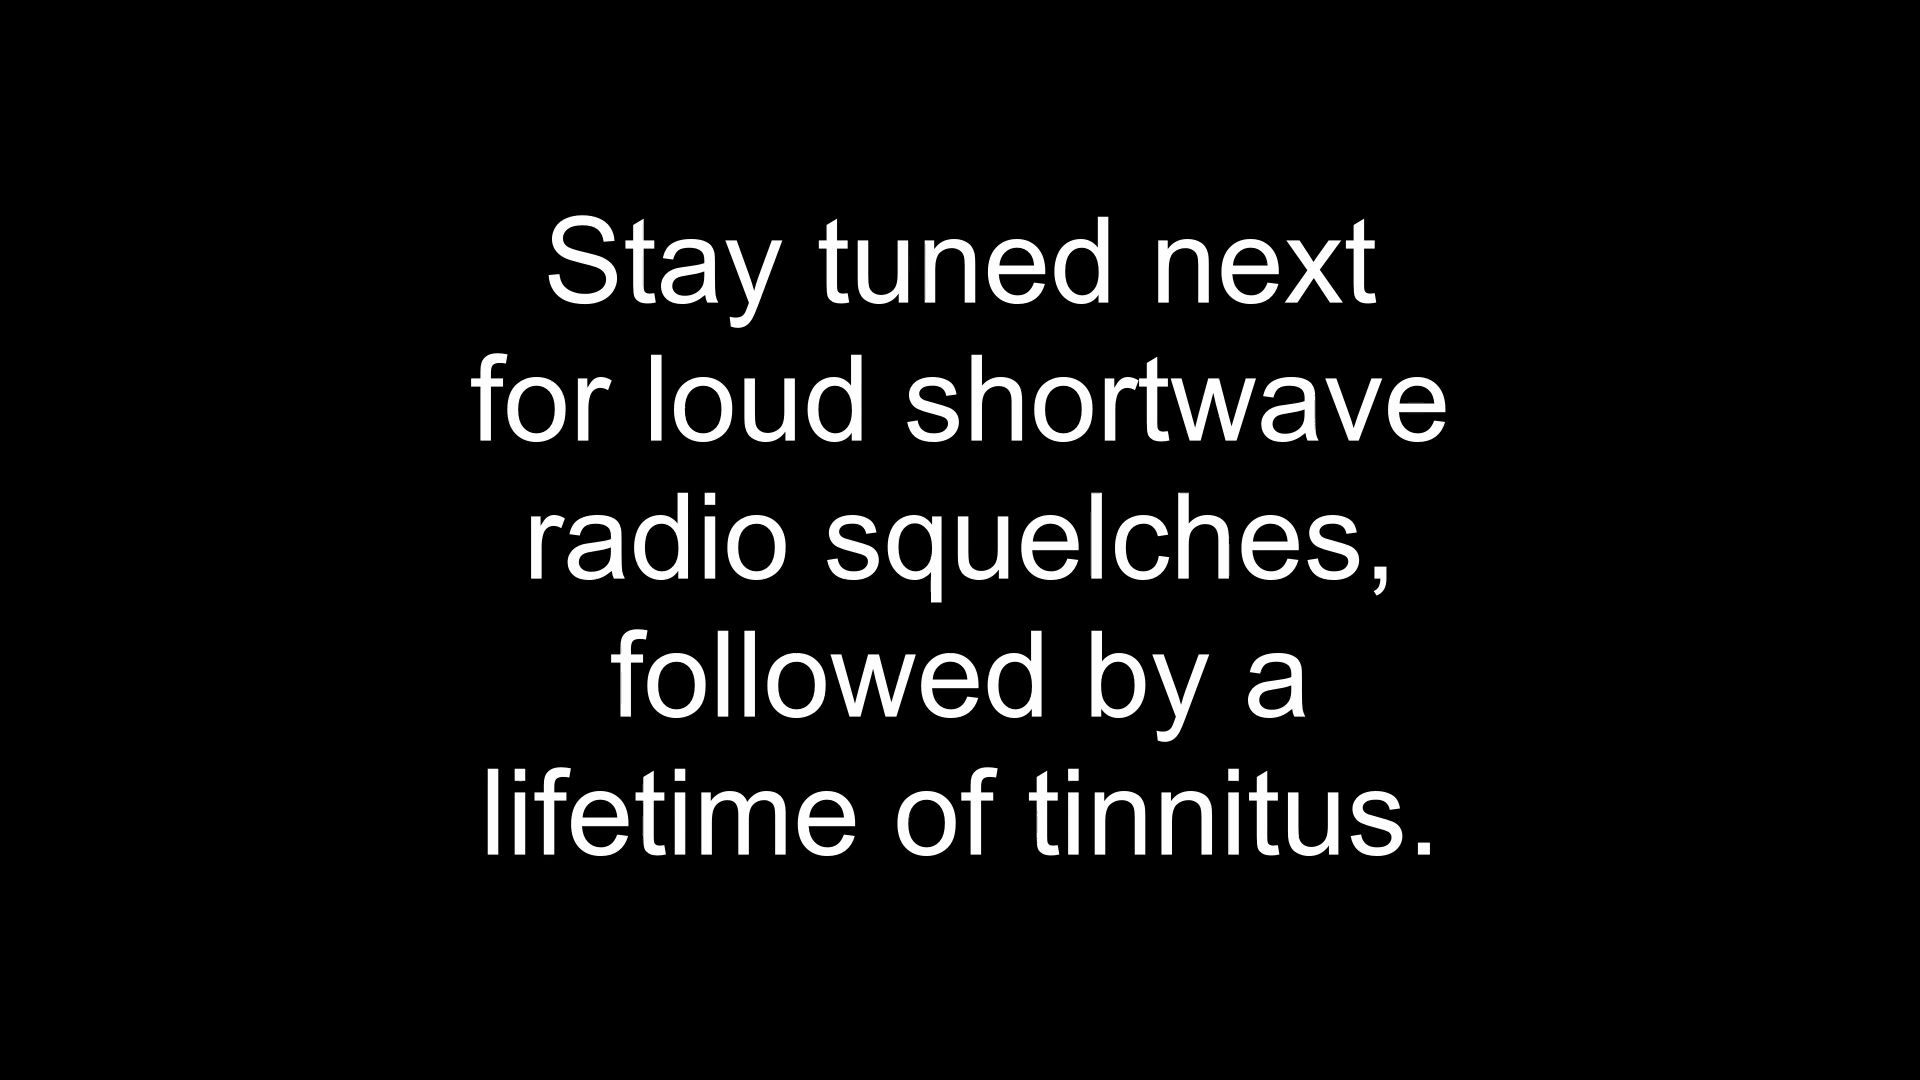 Stay tuned next
for loud shortwave
radio squelches,
followed by a
lifetime of tinnitus.